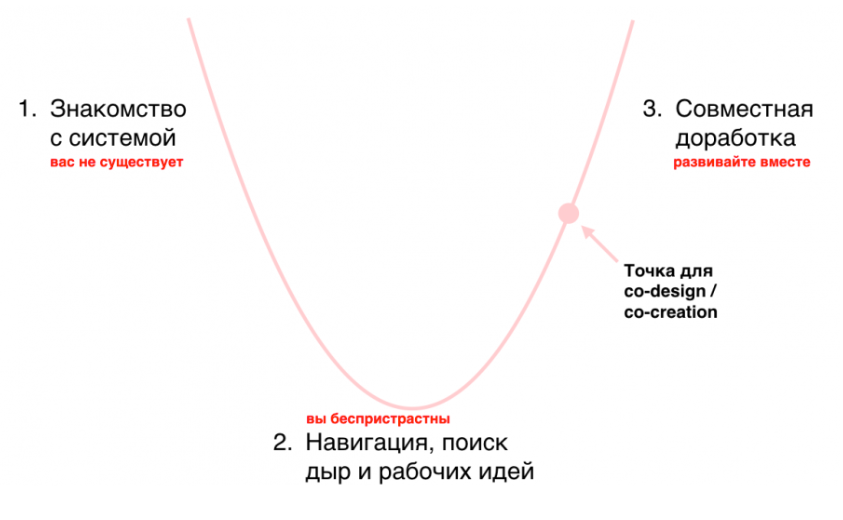 1. Знакомство
с системой
вас не существует
3. Совместная
доработка
развивайте вместе
Точка для
co-design /
co-creation
вы беспристрастны
2. Навигация, поиск
дыр и рабочих идей